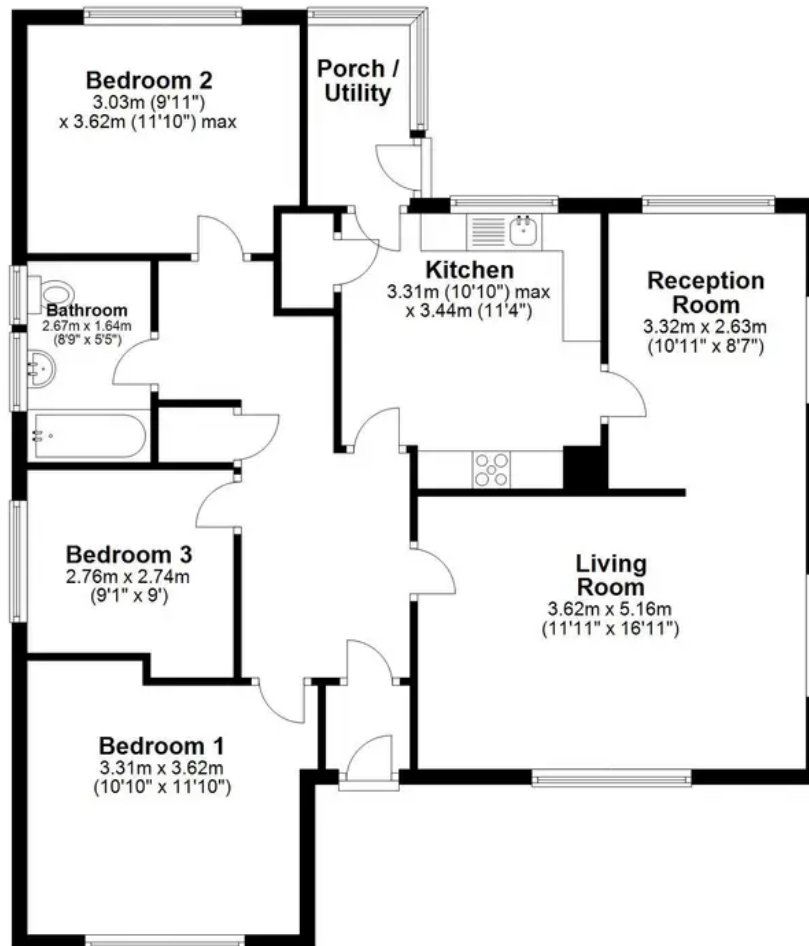 Bedroom 2
3.03m (9'11")
x 3.62m (11'10") max
Porch /
Utility
Kitchen
3.31m (10'10") max
x 3.44m (11'4")
Reception
Room
3.32m x 2.63m
(10'11" x 8'7")
Bathroom
2.67m x 1.64m
(8'9" x 5'5")
Bedroom 3
2.76m x 2.74m
(9'1" x 9')
Living
Room
3.62m x 5.16m
(11'11" x 16'11")
Bedroom 1
3.31m x 3.62m
(10'10" x 11'10")